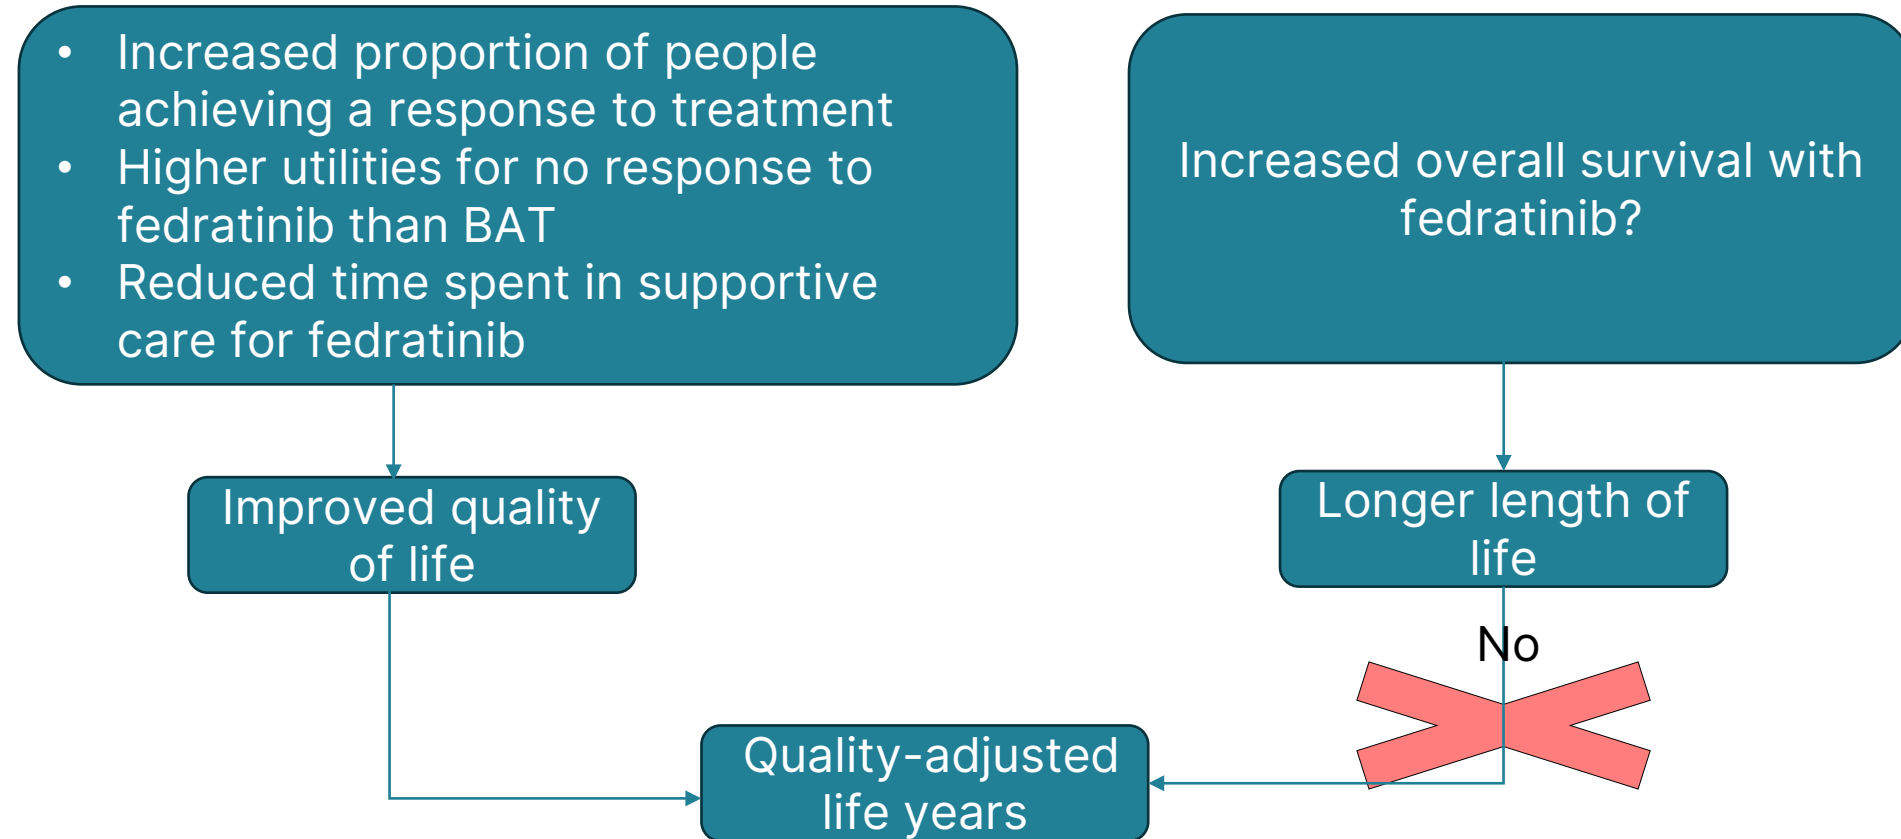 • Increased proportion of people
achieving a response to treatment
• Higher utilities for no response to
fedratinib than BAT
• Reduced time spent in supportive
care for fedratinib
Increased overall survival with
fedratinib?
Improved quality
of life
Longer length of
life
No
Quality-adjusted
life years